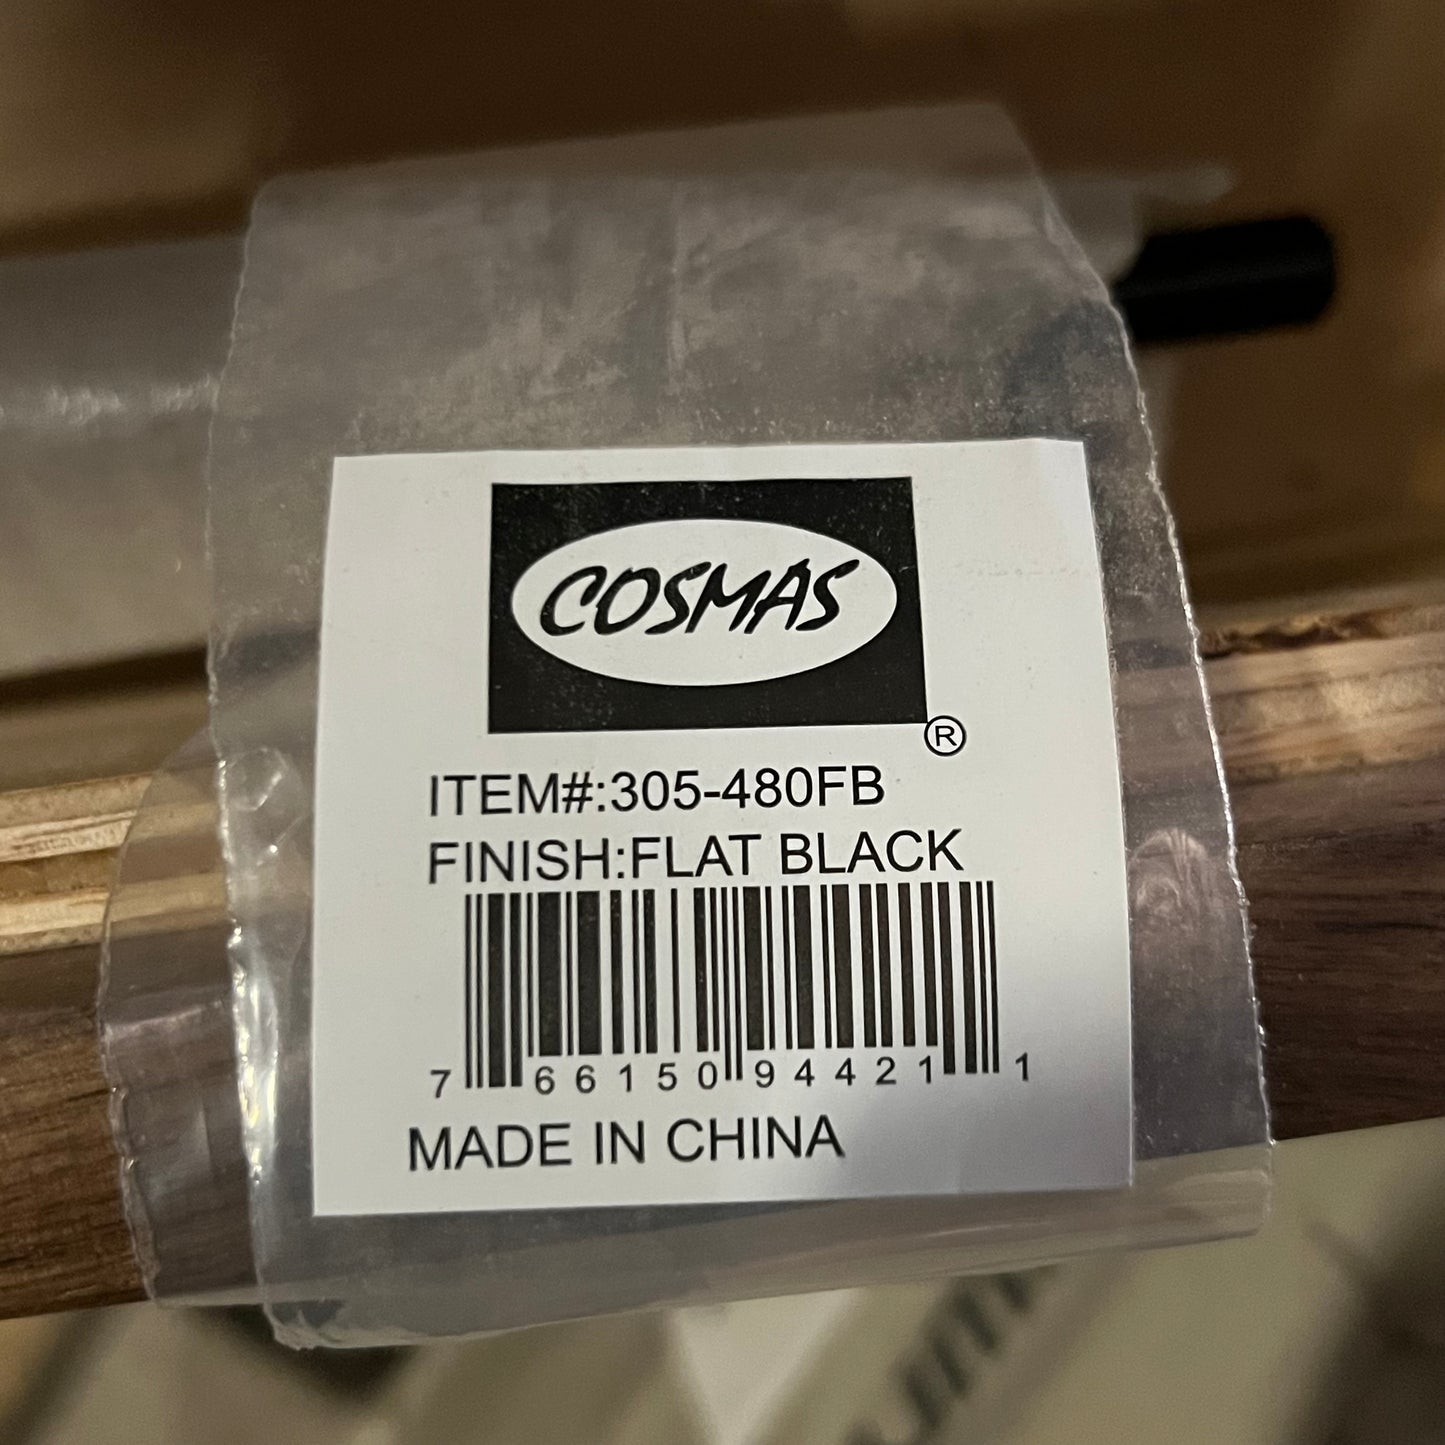 COSMAS
®
ITEM#:305-480FB
FINISH:FLAT BLACK
7 66150 94421 1
MADE IN CHINA